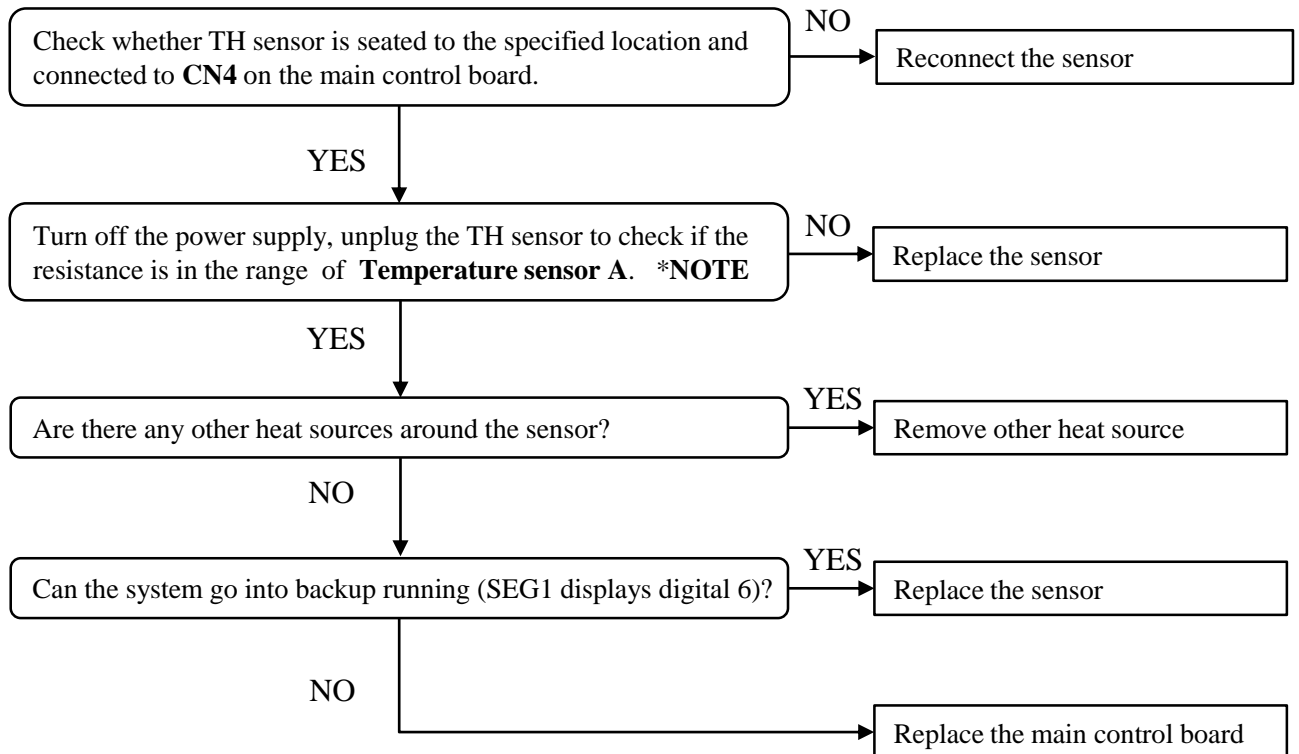 Check whether TH sensor is seated to the specified location and
connected to CN4 on the main control board.
NO
Reconnect the sensor
YES
Turn off the power supply, unplug the TH sensor to check if the
resistance is in the range of Temperature sensor A. *NOTE
NO
Replace the sensor
YES
Are there any other heat sources around the sensor?
YES
Remove other heat source
NO
Can the system go into backup running (SEG1 displays digital 6)?
YES
Replace the sensor
NO
Replace the main control board